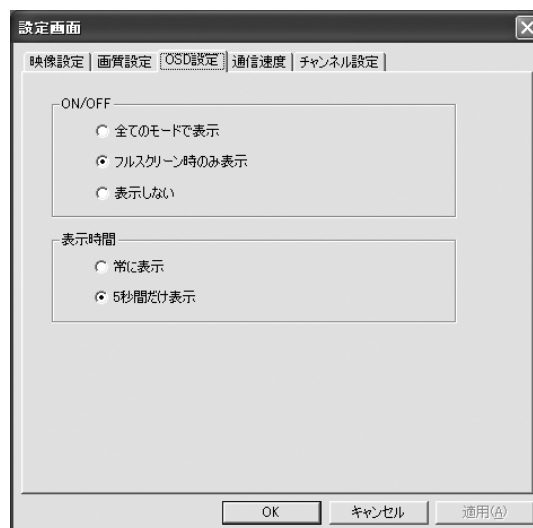 設定画面
映像設定 画質設定 OSD設定 通信速度 チャンネル設定
ON/OFF
全てのモードで表示
フルスクリーン時のみ表示
表示しない
表示時間
常に表示
5秒間だけ表示
OK キャンセル 適用(A)